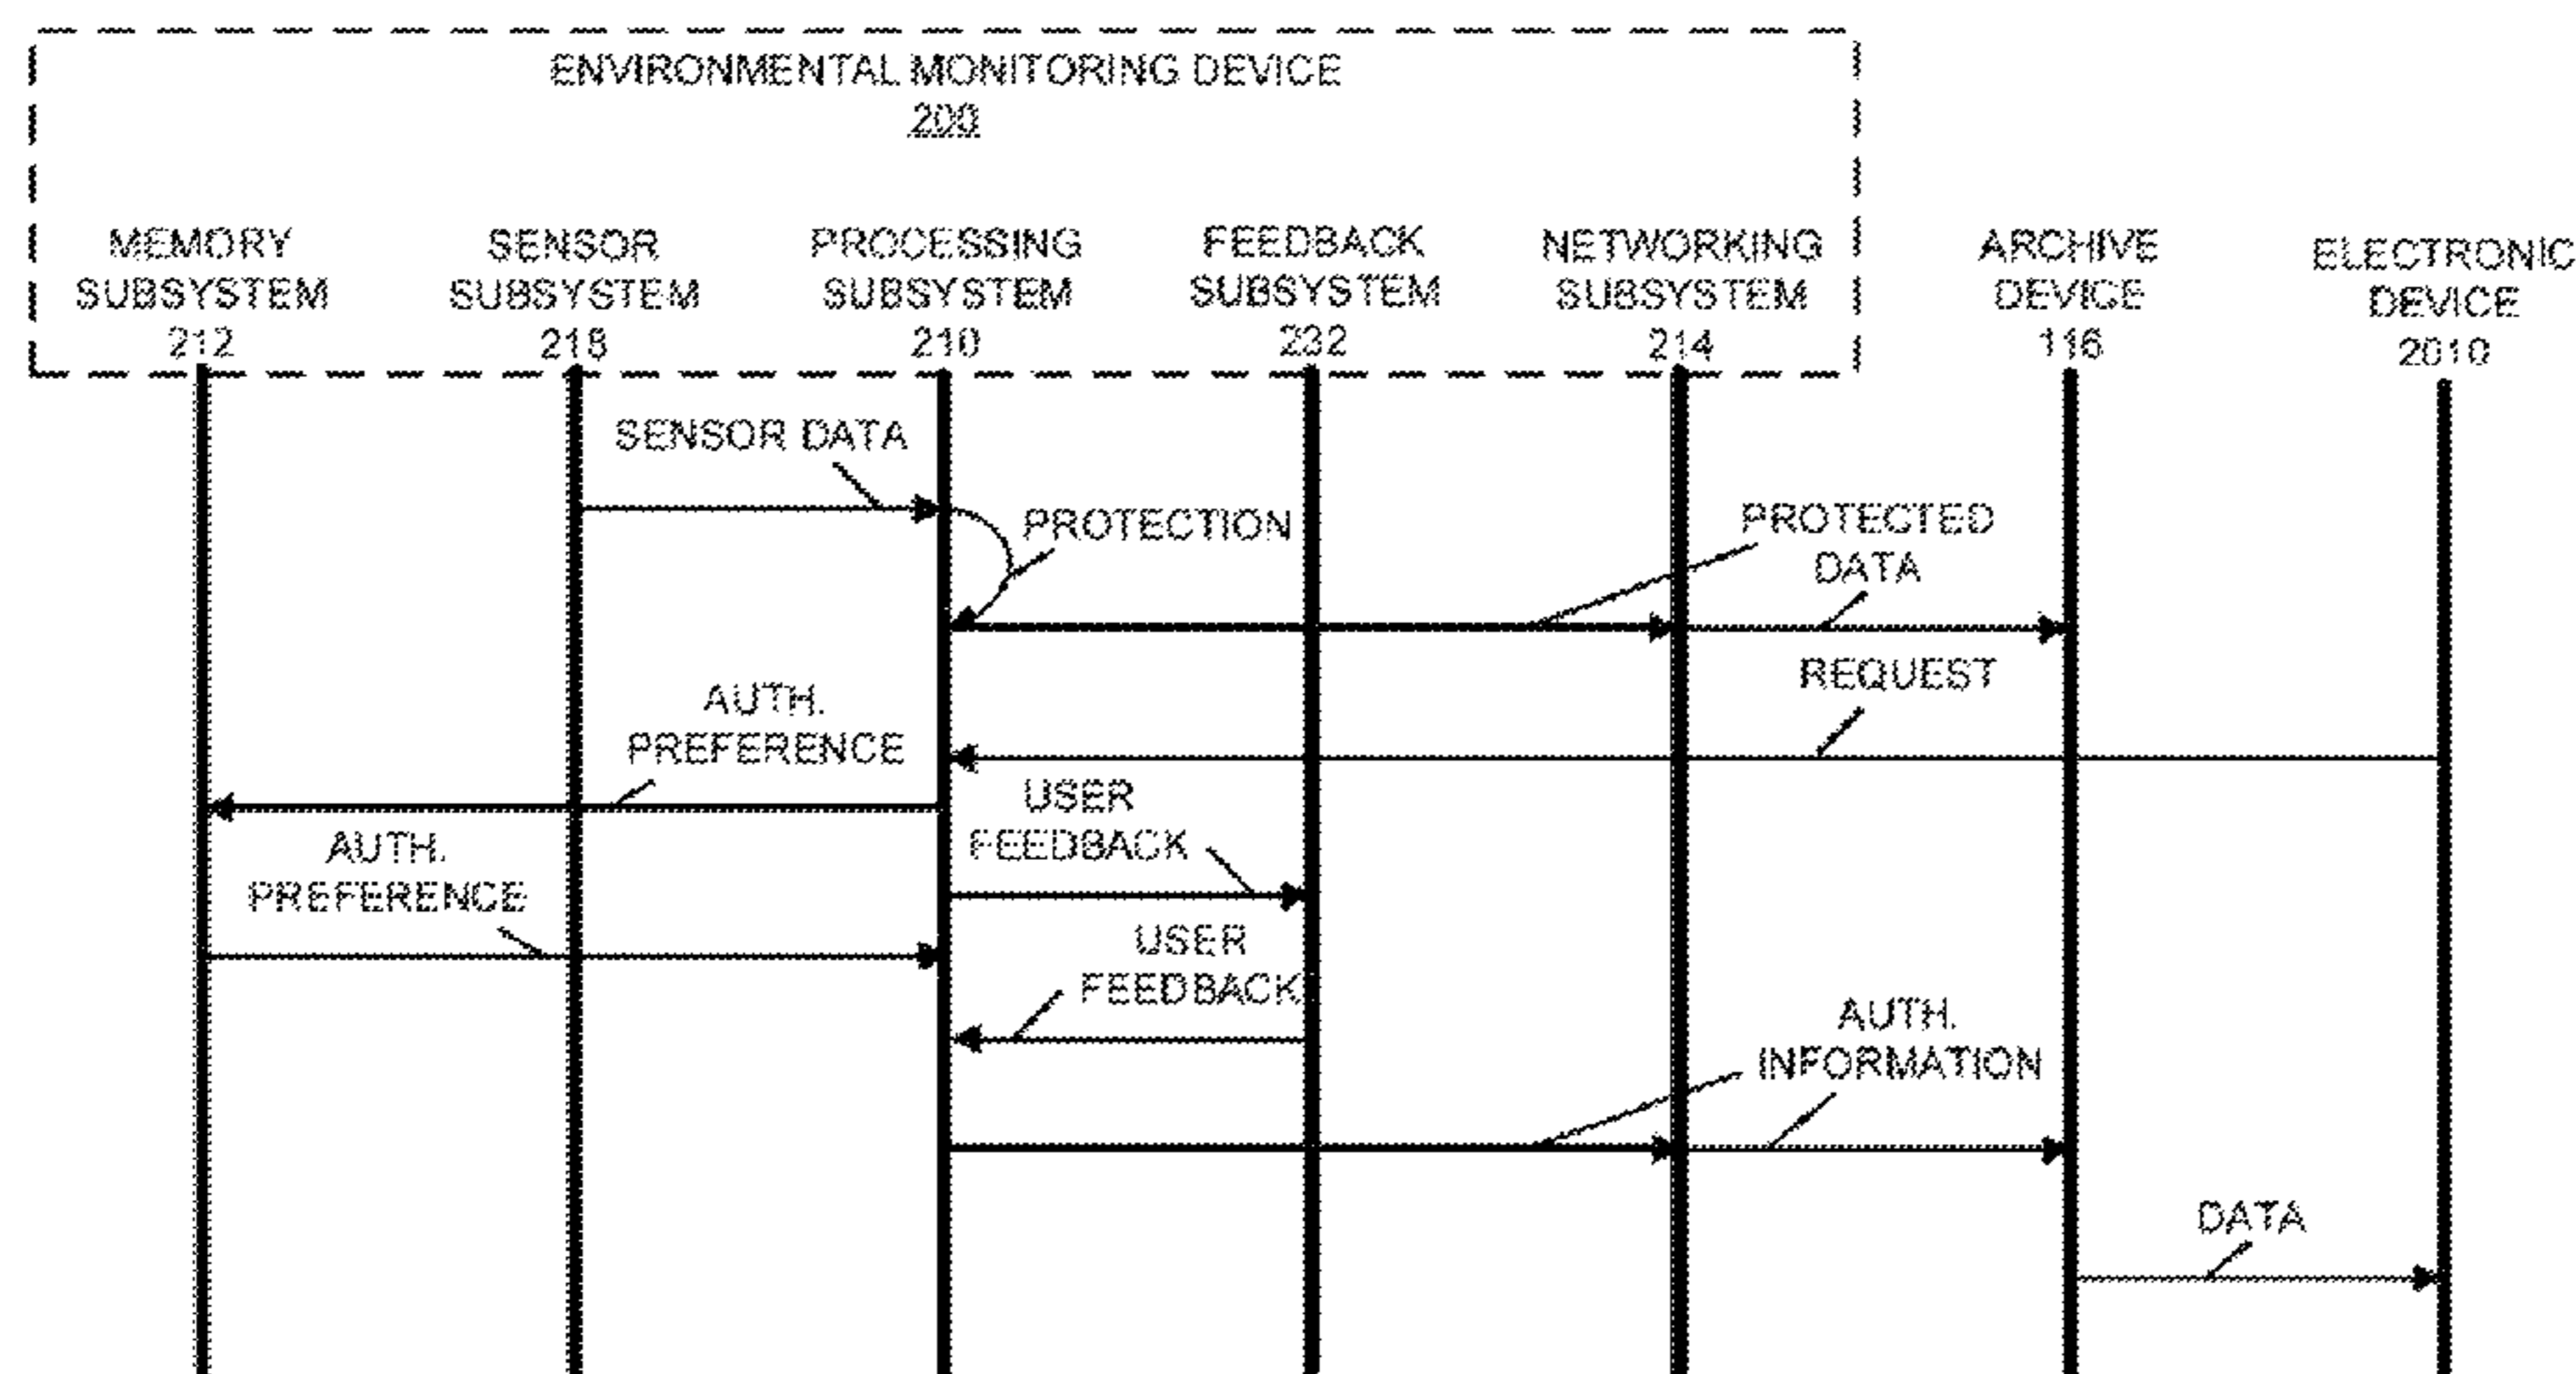 ENVIRONMENTAL MONITORING DEVICE
200
MEMORY
SUBSYSTEM
212
SENSOR
SUBSYSTEM
218
PROCESSING
SUBSYSTEM
210
FEEDBACK
SUBSYSTEM
232
NETWORKING
SUBSYSTEM
214
ARCHIVE
DEVICE
116
ELECTRONIC
DEVICE
2010
SENSOR DATA
PROTECTION
PROTECTED
DATA
REQUEST
AUTH.
PREFERENCE
USER
FEEDBACK
AUTH.
PREFERENCE
USER
FEEDBACK
AUTH.
INFORMATION
DATA